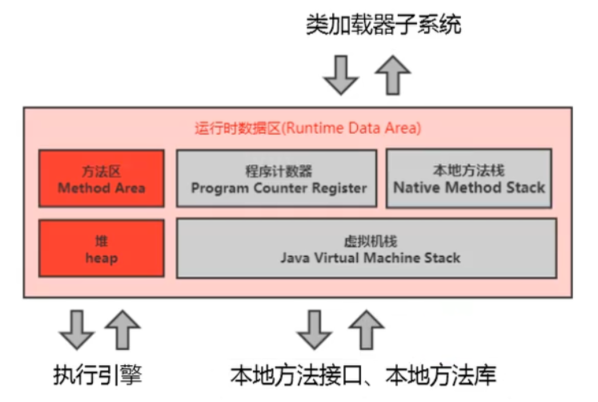 类加载器子系统
运行时数据区(Runtime Data Area)
方法区
Method Area
程序计数器
Program Counter Register
本地方法栈
Native Method Stack
堆
heap
虚拟机栈
Java Virtual Machine Stack
执行引擎
本地方法接口、本地方法库